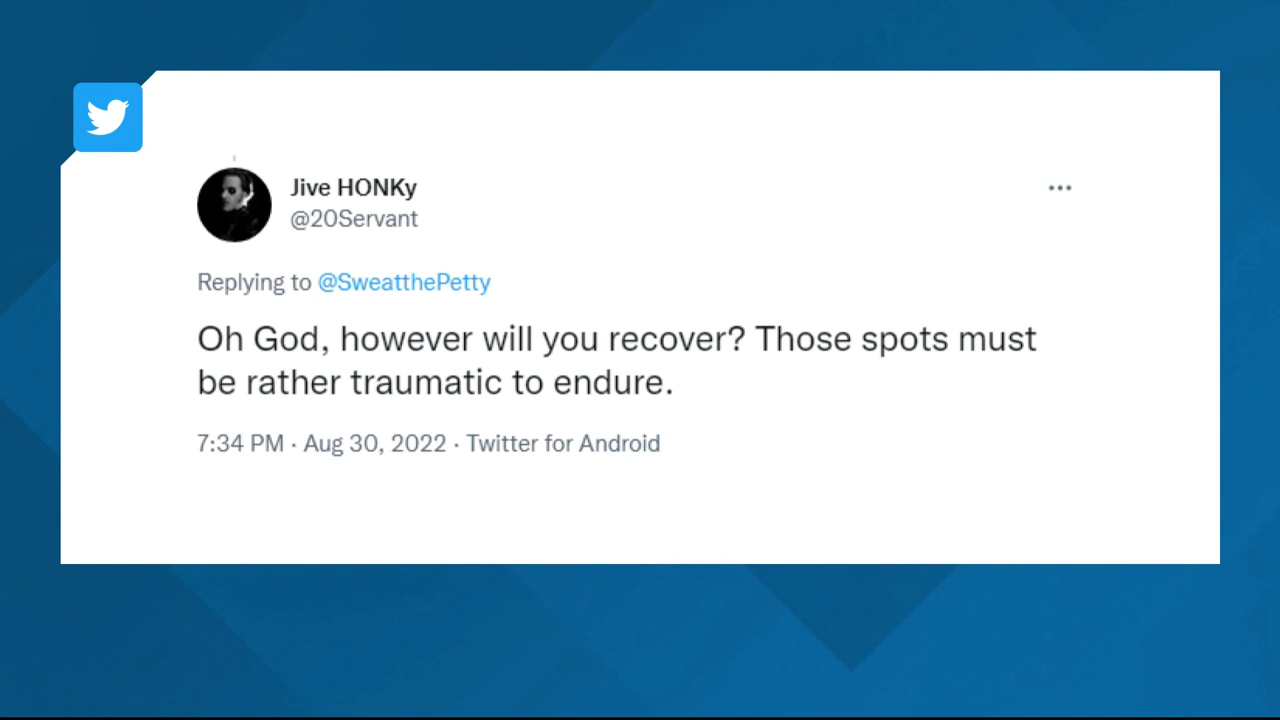 Jive HONKy
@20Servant
Replying to @SweatthePetty
Oh God, however will you recover? Those spots must
be rather traumatic to endure.
7:34 PM · Aug 30, 2022 · Twitter for Android